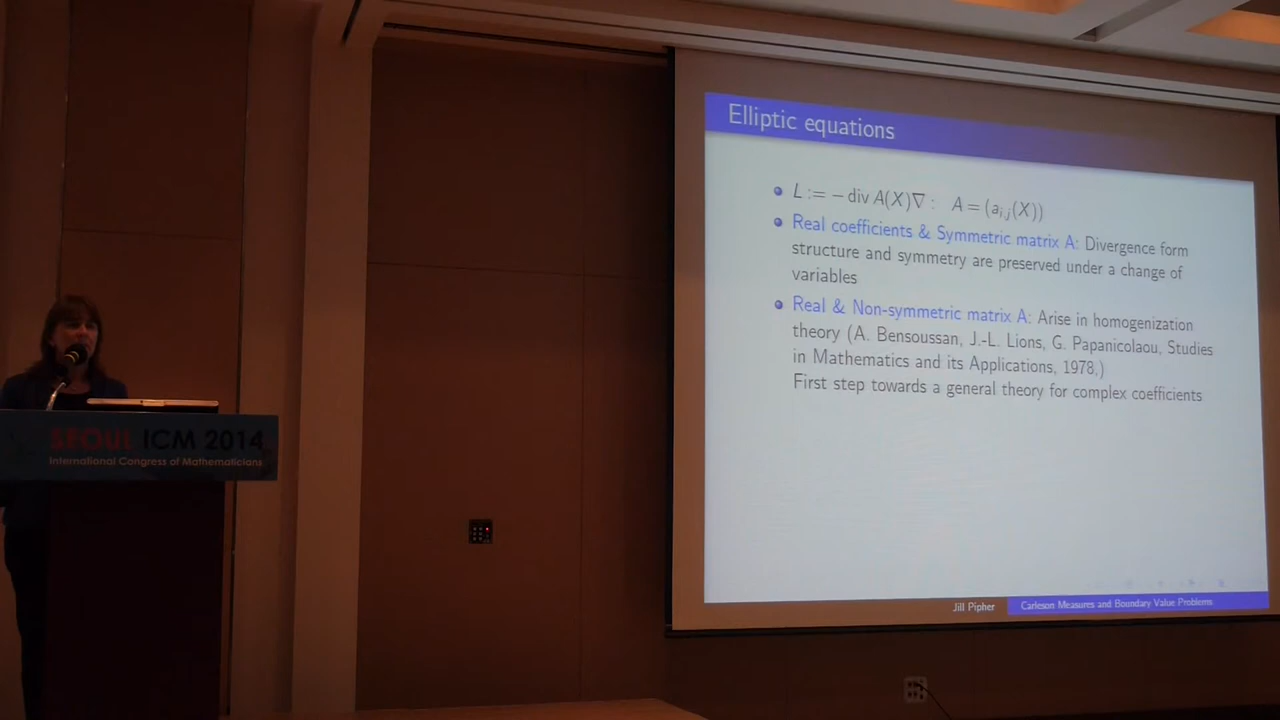 Elliptic equations
L := − div A(X)∇ : A = (a_{i,j}(X))
Real coefficients & Symmetric matrix A: Divergence form
structure and symmetry are preserved under a change of
variables
Real & Non-symmetric matrix A: Arise in homogenization
theory (A. Bensoussan, J.-L. Lions, G. Papanicolaou, Studies
in Mathematics and its Applications, 1978,)
First step towards a general theory for complex coefficients
Jill Pipher Carleson Measures and Boundary Value Problems
SEOUL ICM 2014
International Congress of Mathematicians